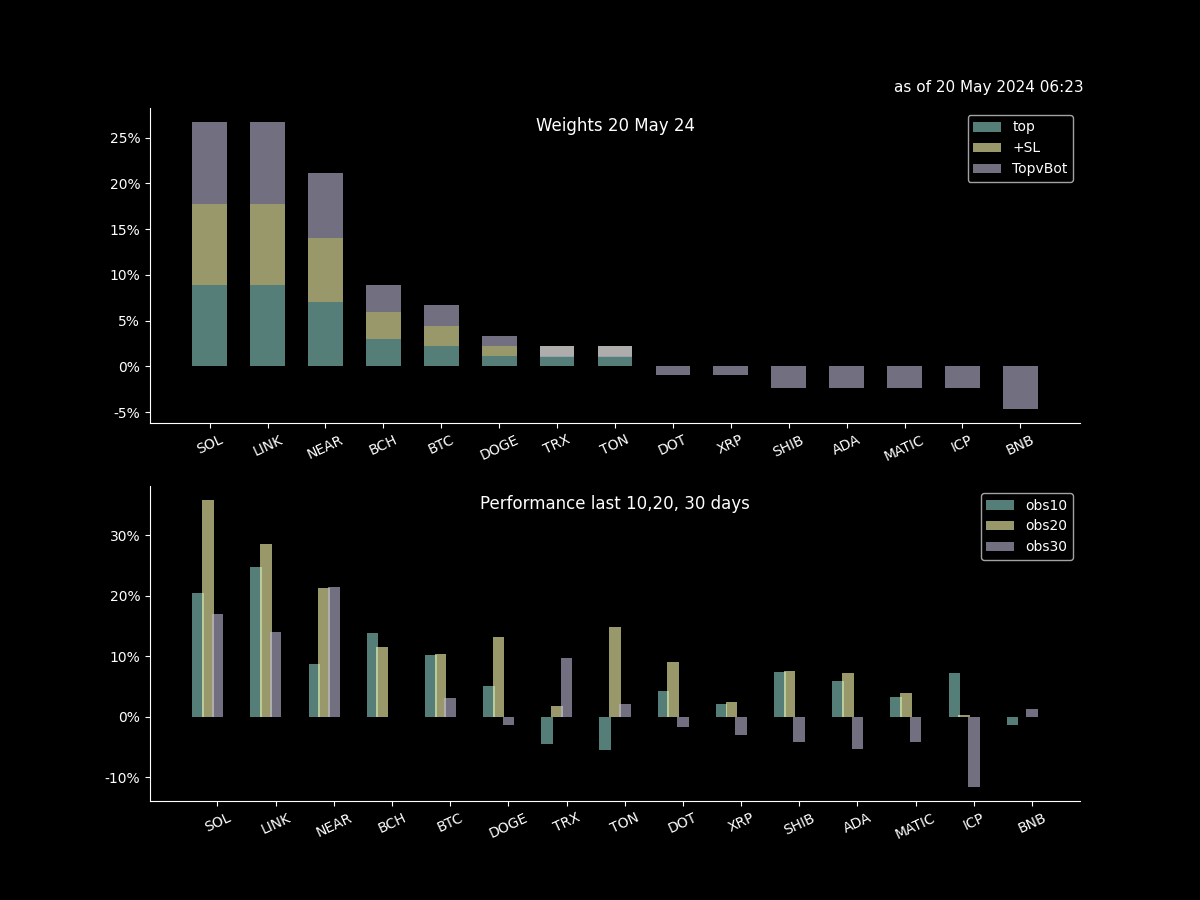 as of 20 May 2024 06:23
Weights 20 May 24
top
+SL
TopvBot
25%
20%
15%
10%
5%
0%
-5%
SOL LINK NEAR BCH BTC DOGE TRX TON DOT XRP SHIB ADA MATIC ICP BNB
Performance last 10,20, 30 days
obs10
obs20
obs30
30%
20%
10%
0%
-10%
SOL LINK NEAR BCH BTC DOGE TRX TON DOT XRP SHIB ADA MATIC ICP BNB